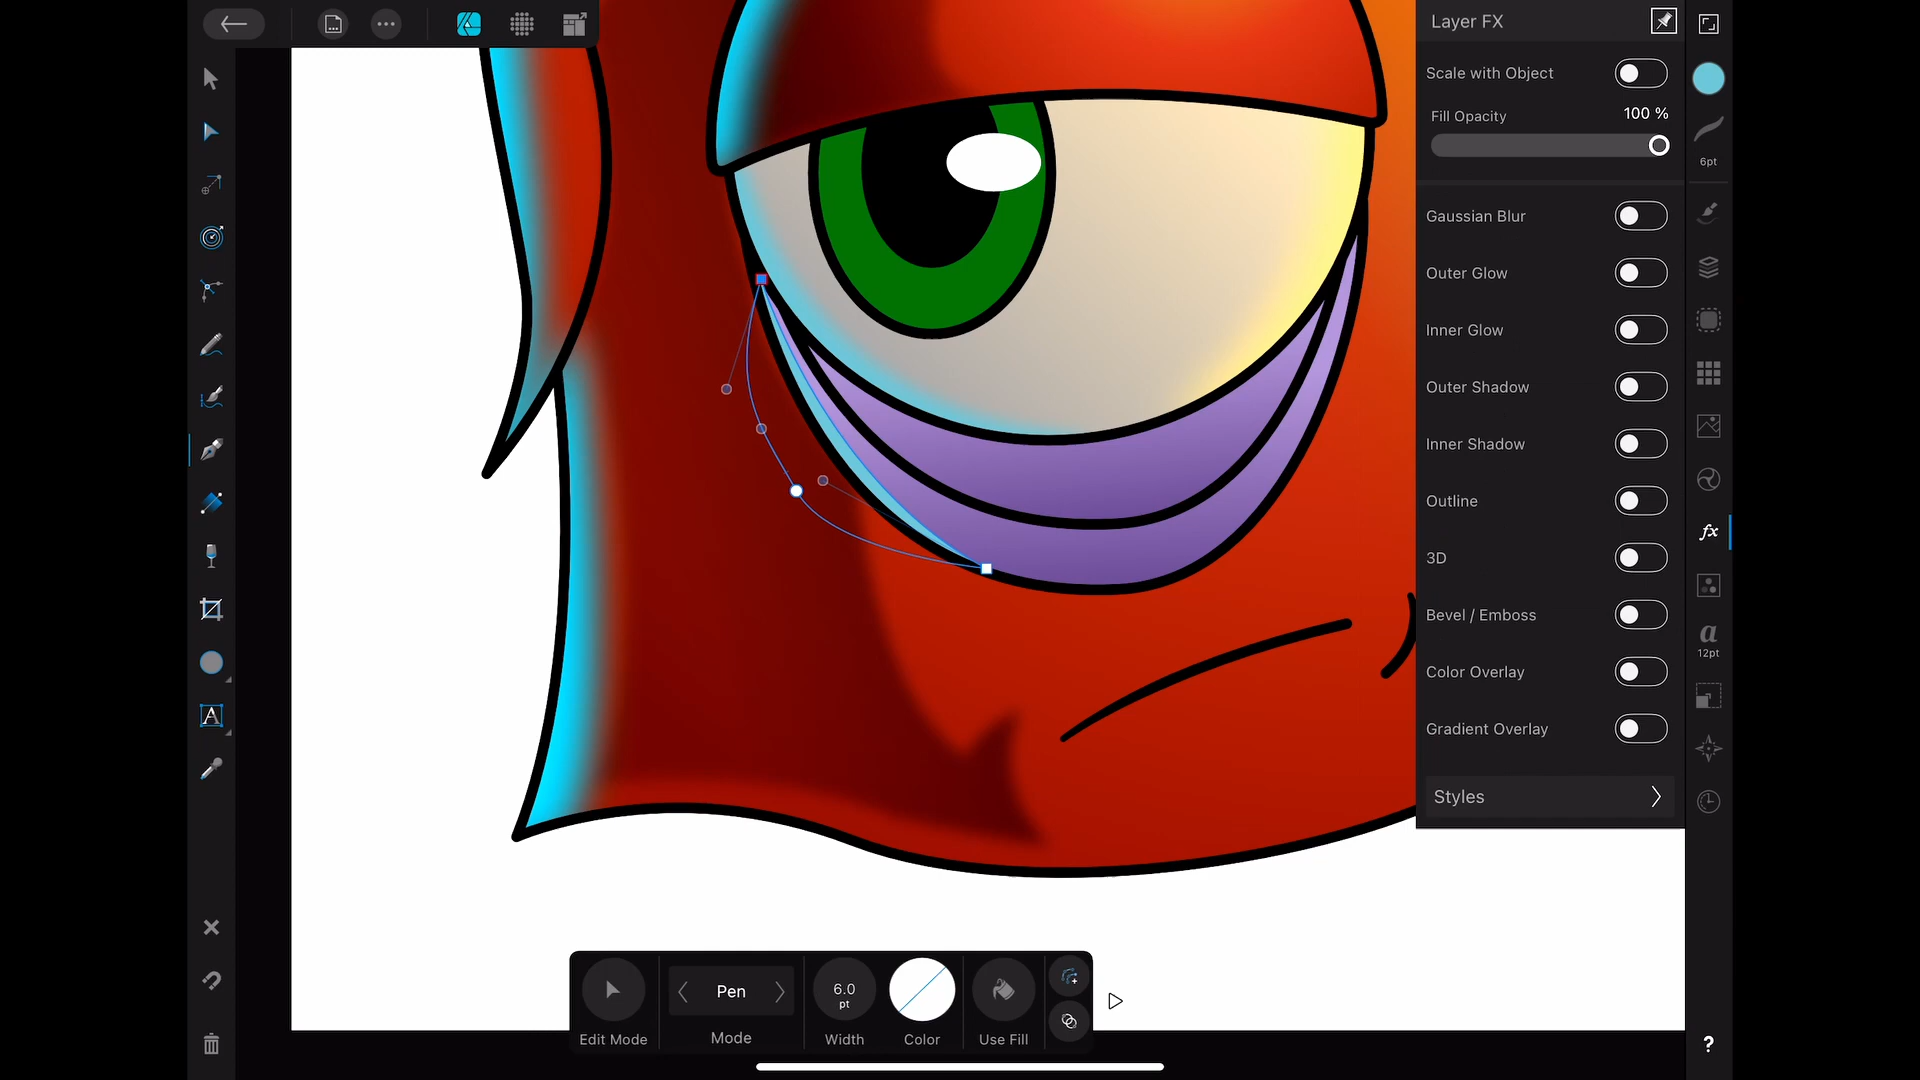 Layer FX
Scale with Object
Fill Opacity 100 %
6pt
Gaussian Blur
Outer Glow
Inner Glow
Outer Shadow
Inner Shadow
Outline
fx
3D
Bevel / Emboss
a
12pt
Color Overlay
A
Gradient Overlay
Styles
6.0
pt
Pen
Edit Mode
Mode
Width
Color
Use Fill
?